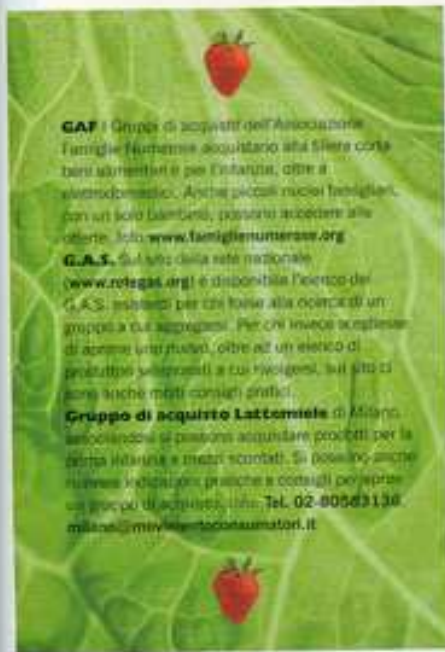 GAF I Gruppi di acquisto dell'Associazione
Famiglie Numerose acquistano alla filiera corta
beni alimentari e per l'infanzia, oltre a
elettrodomestici. Anche piccoli nuclei famigliari,
con un solo bambino, possono accedere alle
offerte. Info www.famiglienumerose.org
G.A.S. Sul sito della rete nazionale
(www.retegas.org) è disponibile l'elenco dei
G.A.S. esistenti per chi fosse alla ricerca di un
gruppo a cui aggregarsi. Per chi invece scegliesse
di aprirne uno nuovo, oltre ad un elenco di
produttori selezionati a cui rivolgersi, sul sito ci
sono anche molti consigli pratici.
Gruppo di acquisto Lattemiele di Milano,
associandosi si possono acquistare prodotti per la
prima infanzia a prezzi scontati. Si possono anche
ricevere indicazioni pratiche e consigli per aprire
un gruppo di acquisto. Info: Tel. 02-80583136,
milano@movimentoconsumatori.it